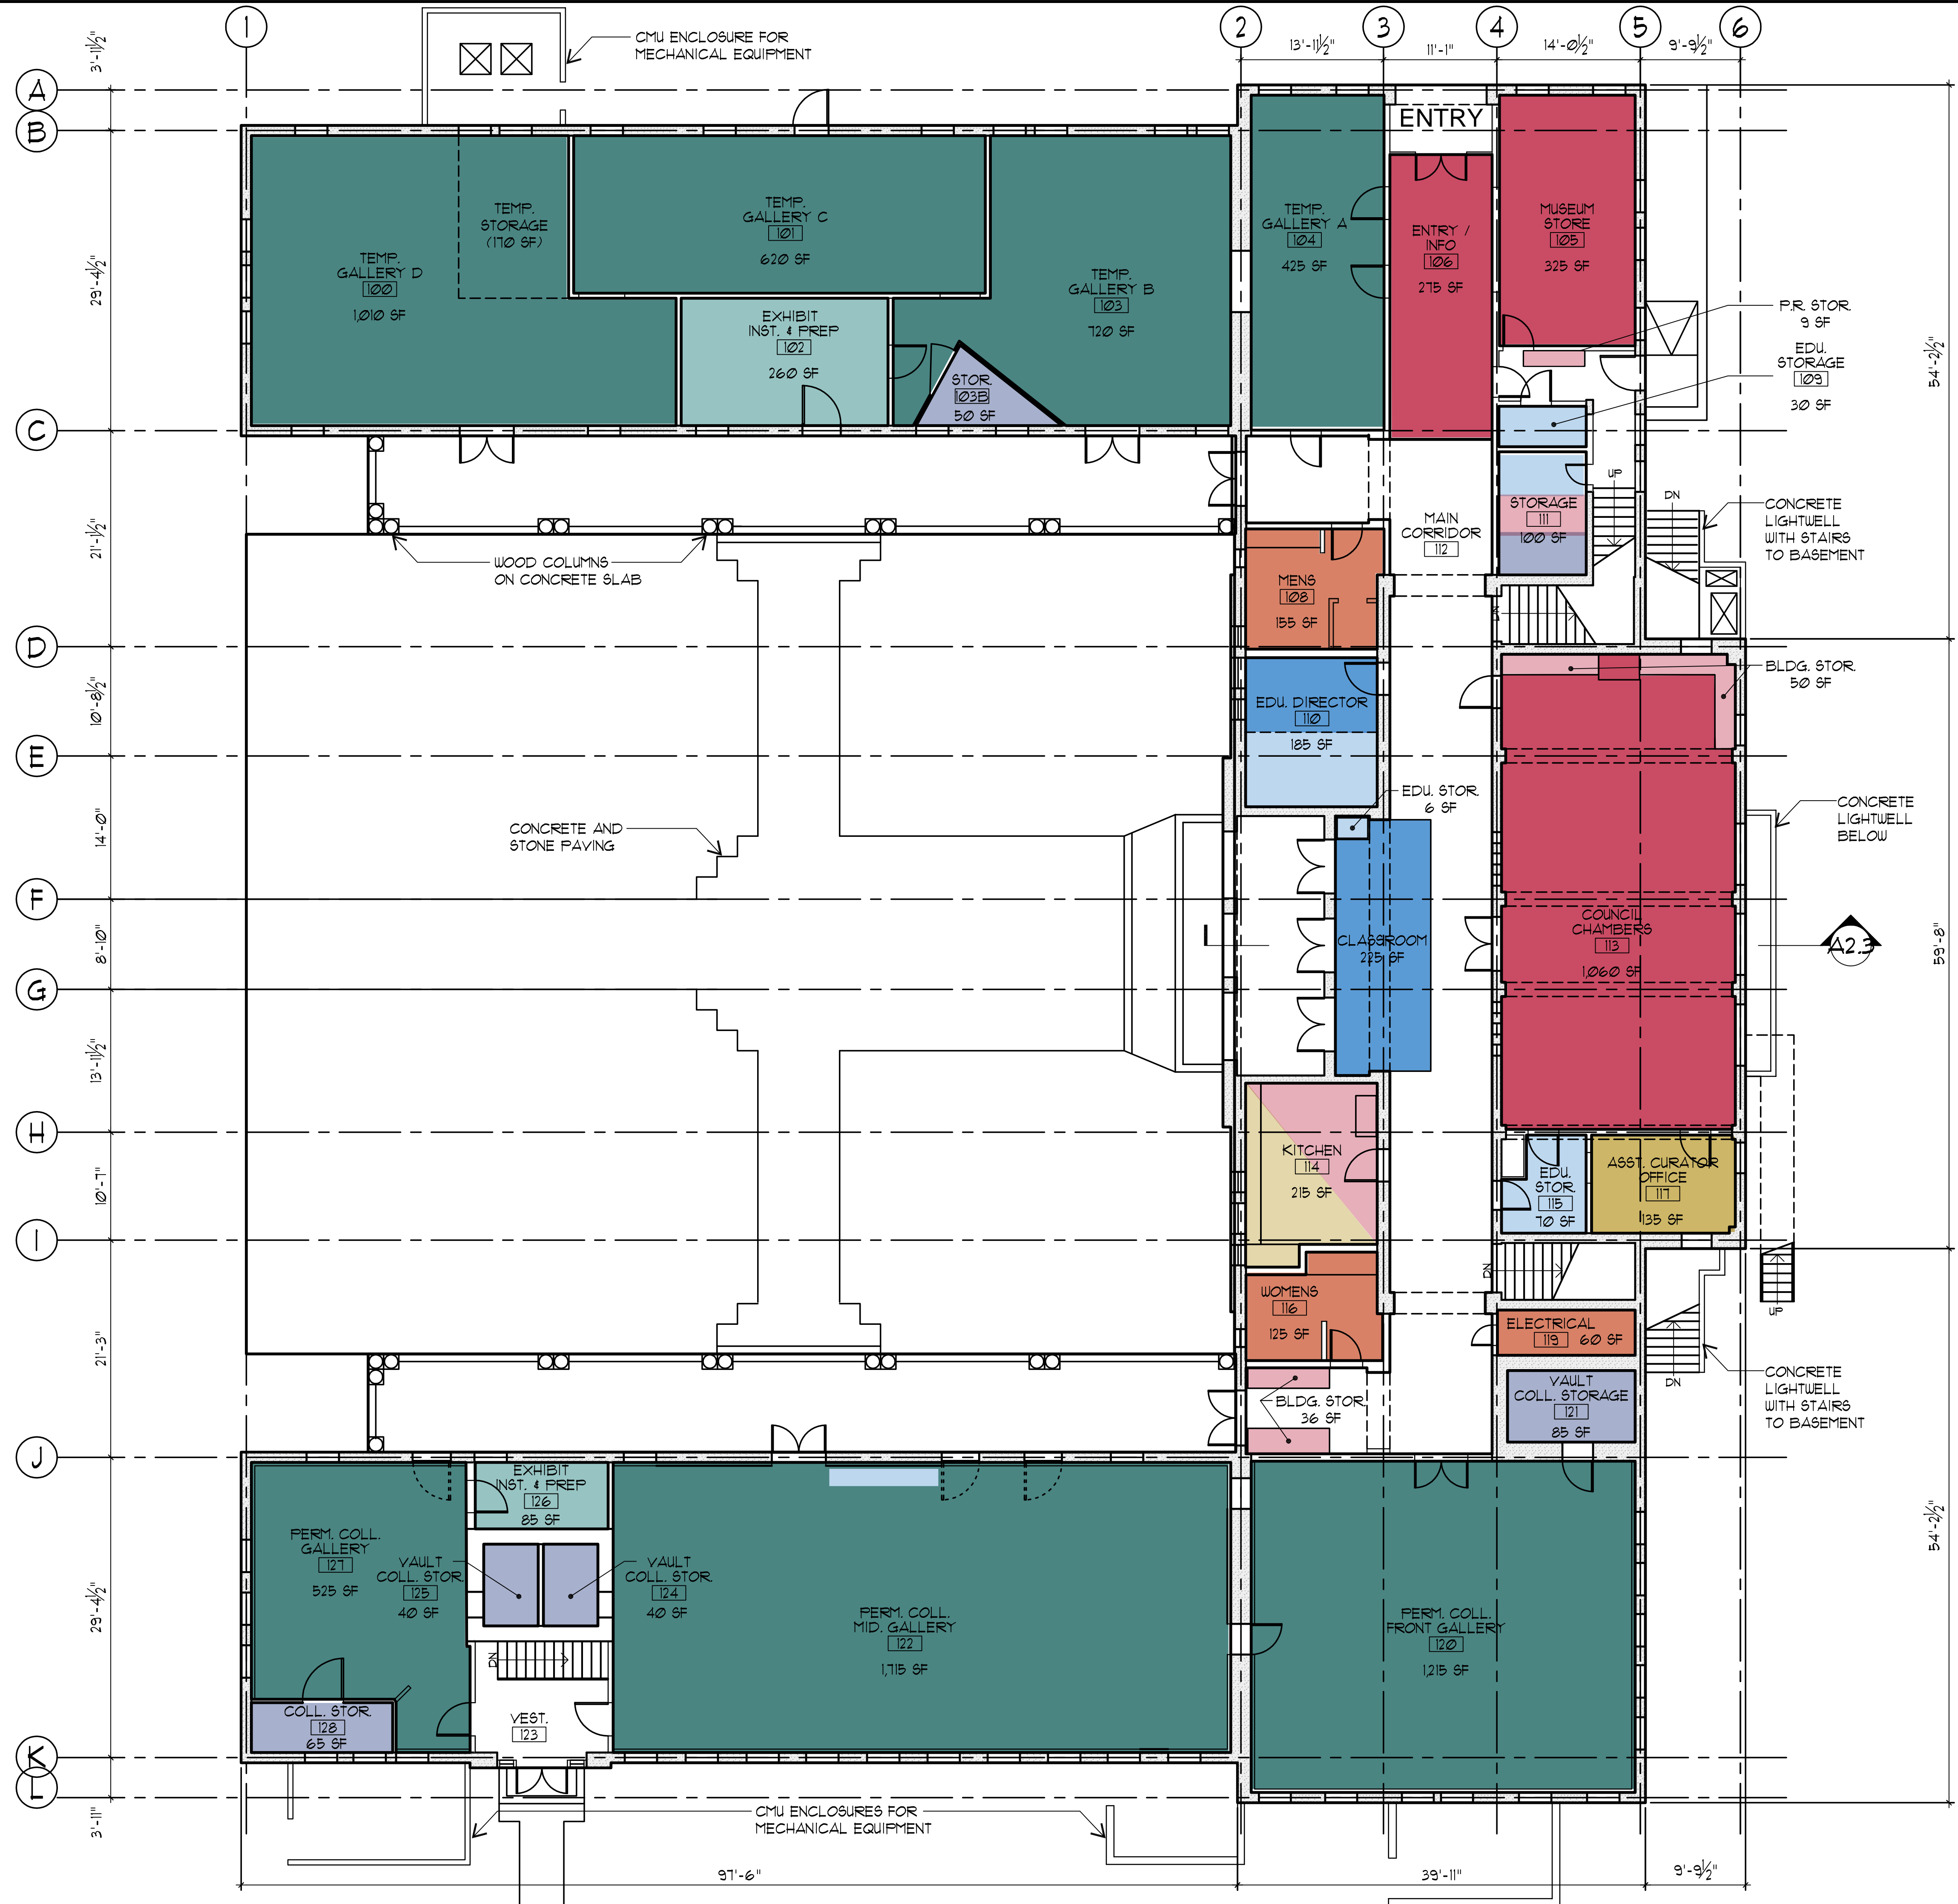 1
2
3
4
5
6
13'-11½"
11'-1"
14'-0½"
9'-9½"
3'-11½"
CMU ENCLOSURE FOR
MECHANICAL EQUIPMENT
A
B
ENTRY
TEMP.
STORAGE
(170 SF)
TEMP.
GALLERY C
101
620 SF
TEMP.
GALLERY D
100
1,010 SF
TEMP.
GALLERY B
103
720 SF
TEMP.
GALLERY A
104
425 SF
ENTRY /
INFO
106
275 SF
MUSEUM
STORE
105
325 SF
29'-4½"
54'-2½"
EXHIBIT
INST. & PREP
102
260 SF
STOR.
103B
50 SF
P.R. STOR.
9 SF
EDU.
STORAGE
109
30 SF
C
UP
DN
STORAGE
111
100 SF
CONCRETE
LIGHTWELL
WITH STAIRS
TO BASEMENT
MAIN
CORRIDOR
112
21'-1½"
WOOD COLUMNS
ON CONCRETE SLAB
MENS
108
155 SF
DN
D
BLDG. STOR.
50 SF
10'-8½"
EDU. DIRECTOR
110
185 SF
E
EDU. STOR.
6 SF
14'-0"
CONCRETE AND
STONE PAVING
CONCRETE
LIGHTWELL
BELOW
F
8'-10"
CLASSROOM
225 SF
COUNCIL
CHAMBERS
113
1,060 SF
A2.3
59'-8"
G
13'-11½"
H
KITCHEN
114
215 SF
10'-7"
EDU.
STOR.
115
70 SF
ASST. CURATOR
OFFICE
117
135 SF
I
DN
UP
WOMENS
116
125 SF
ELECTRICAL
119 60 SF
21'-3"
DN
VAULT
COLL. STORAGE
121
85 SF
CONCRETE
LIGHTWELL
WITH STAIRS
TO BASEMENT
BLDG. STOR.
36 SF
J
EXHIBIT
INST. & PREP
126
85 SF
PERM. COLL.
GALLERY
127
525 SF
VAULT
COLL. STOR.
125
40 SF
VAULT
COLL. STOR.
124
40 SF
PERM. COLL.
MID. GALLERY
122
1,715 SF
PERM. COLL.
FRONT GALLERY
120
1,215 SF
29'-4½"
54'-2½"
DN
COLL. STOR.
128
65 SF
VEST.
123
K
L
3'-11"
CMU ENCLOSURES FOR
MECHANICAL EQUIPMENT
97'-6"
39'-11"
9'-9½"